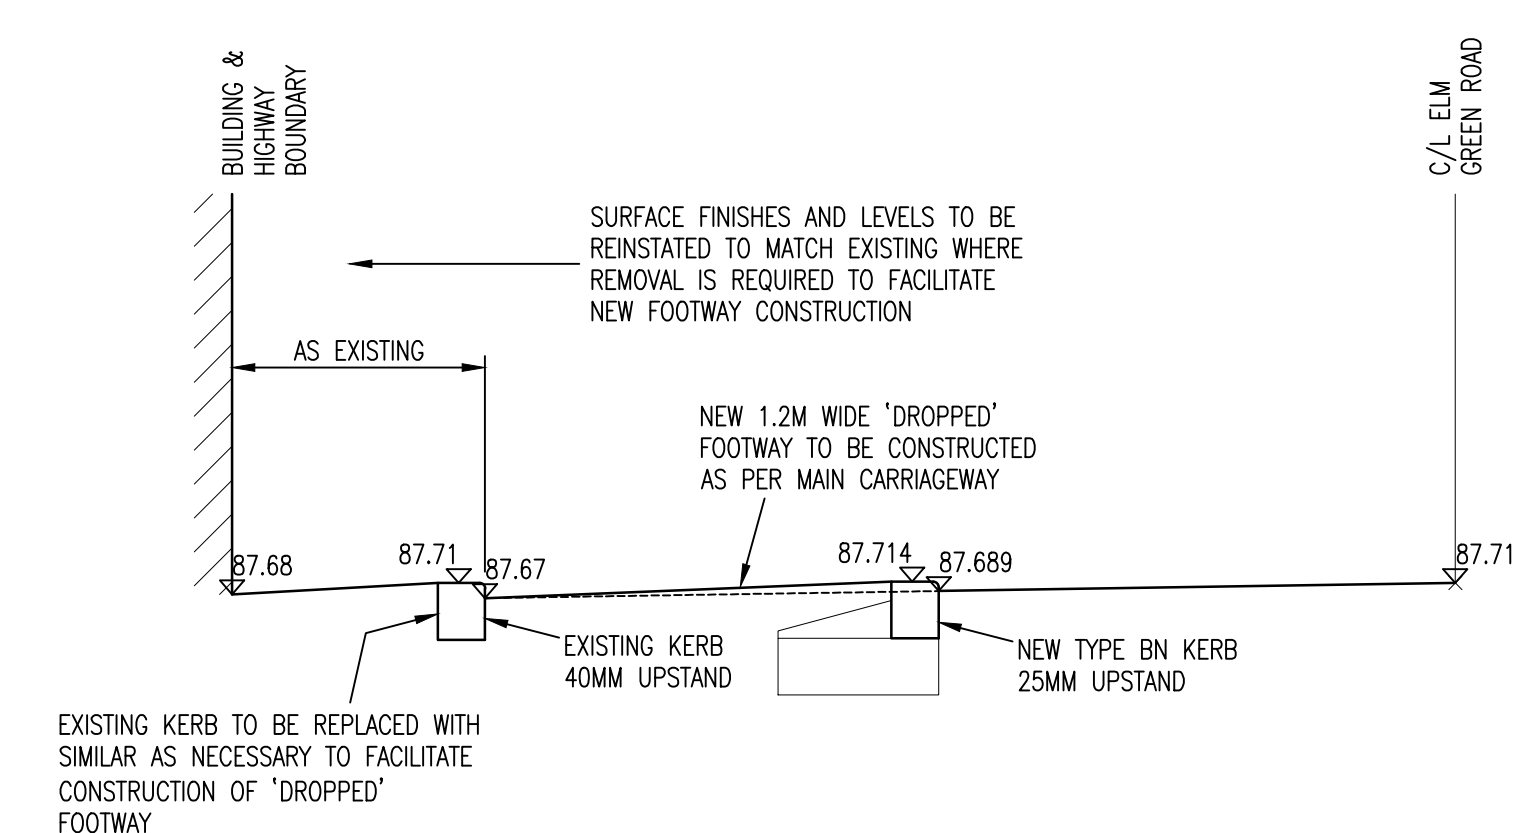 BUILDING &
HIGHWAY
BOUNDARY
C/L ELM
GREEN ROAD
SURFACE FINISHES AND LEVELS TO BE
REINSTATED TO MATCH EXISTING WHERE
REMOVAL IS REQUIRED TO FACILITATE
NEW FOOTWAY CONSTRUCTION
AS EXISTING
NEW 1.2M WIDE 'DROPPED'
FOOTWAY TO BE CONSTRUCTED
AS PER MAIN CARRIAGEWAY
87.68
87.71
87.67
87.714
87.689
87.71
EXISTING KERB
40MM UPSTAND
NEW TYPE BN KERB
25MM UPSTAND
EXISTING KERB TO BE REPLACED WITH
SIMILAR AS NECESSARY TO FACILITATE
CONSTRUCTION OF 'DROPPED'
FOOTWAY